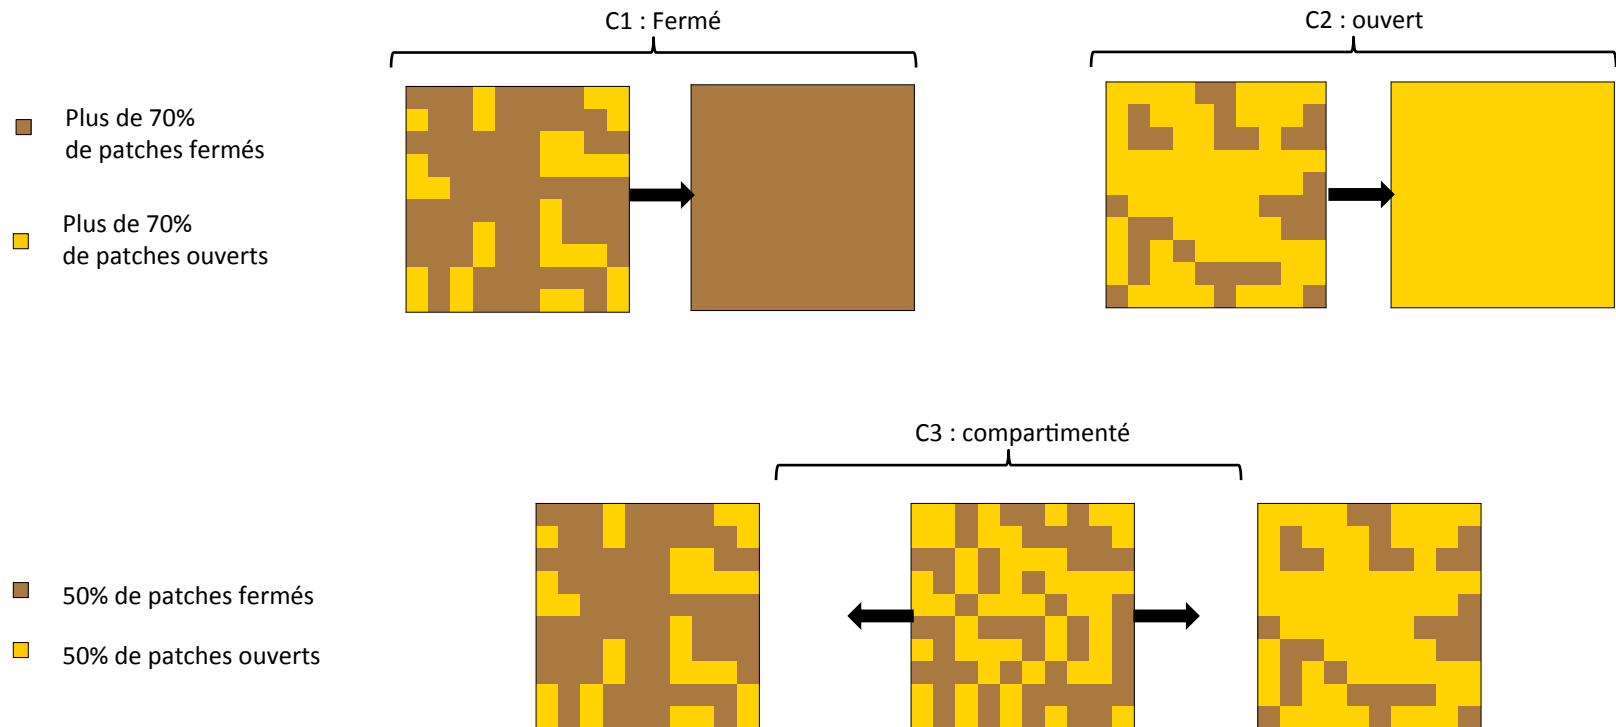 C1 : Fermé
C2 : ouvert
Plus de 70%
de patches fermés
Plus de 70%
de patches ouverts
C3 : compartimenté
50% de patches fermés
50% de patches ouverts